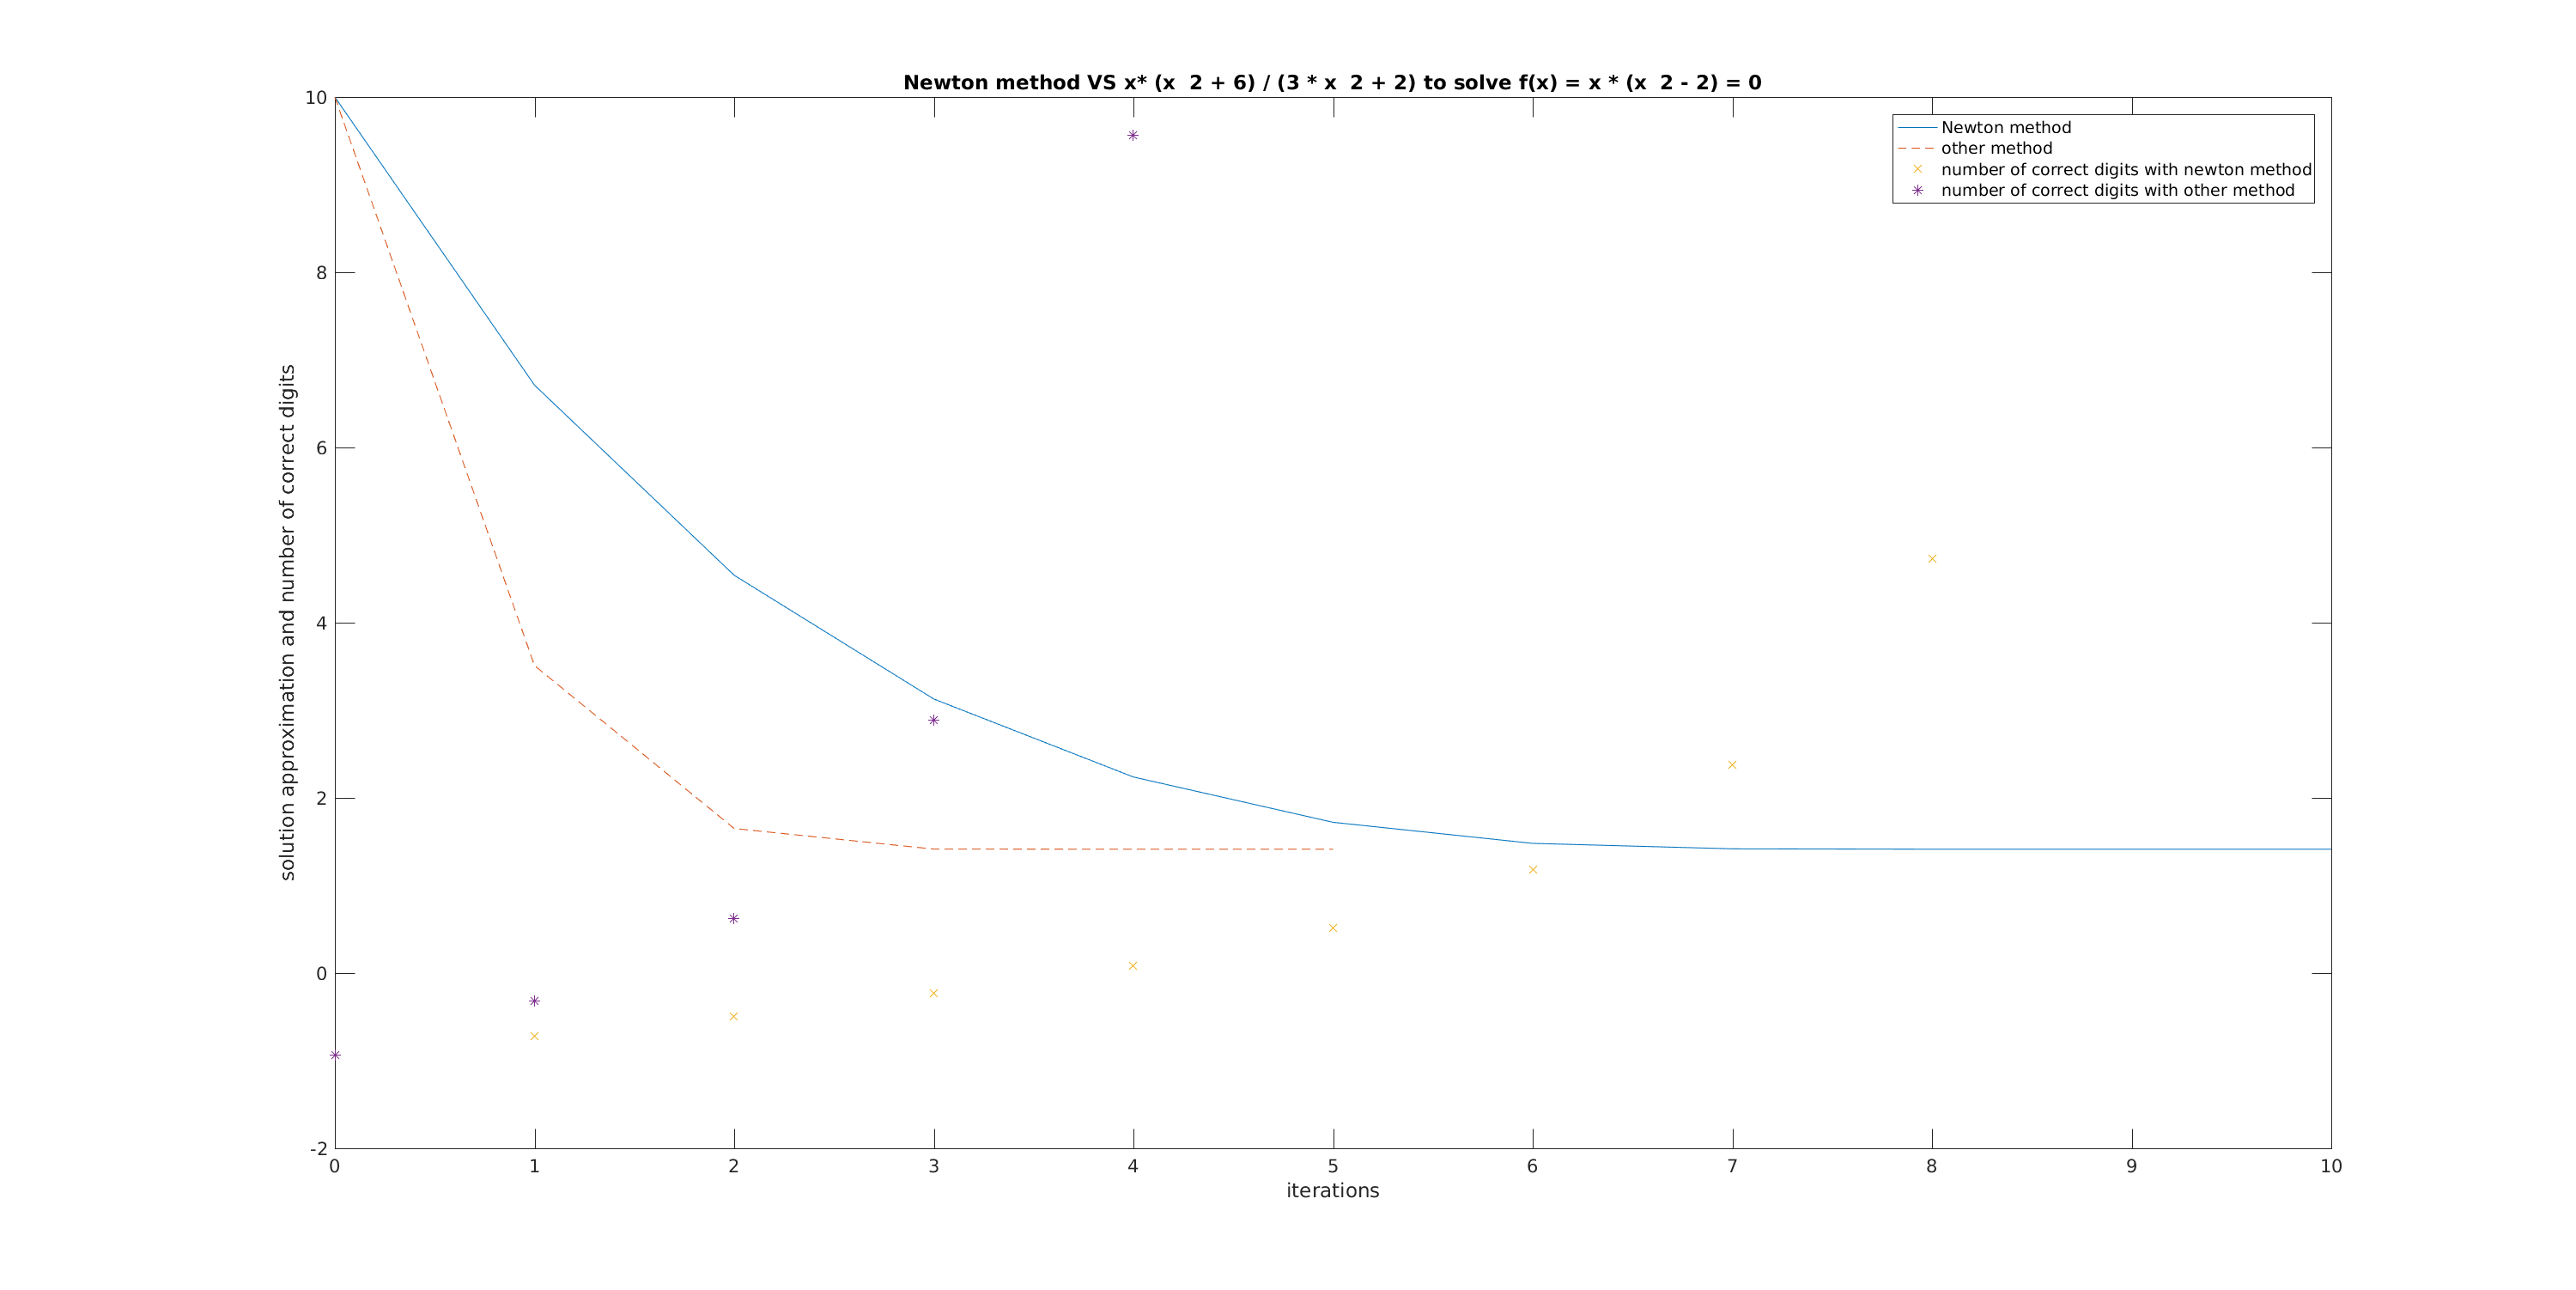 Newton method VS x* (x  2 + 6) / (3 * x  2 + 2) to solve f(x) = x * (x  2 - 2) = 0
10
8
6
4
2
0
-2
solution approximation and number of correct digits
Newton method
other method
number of correct digits with newton method
number of correct digits with other method
0 1 2 3 4 5 6 7 8 9 10
iterations